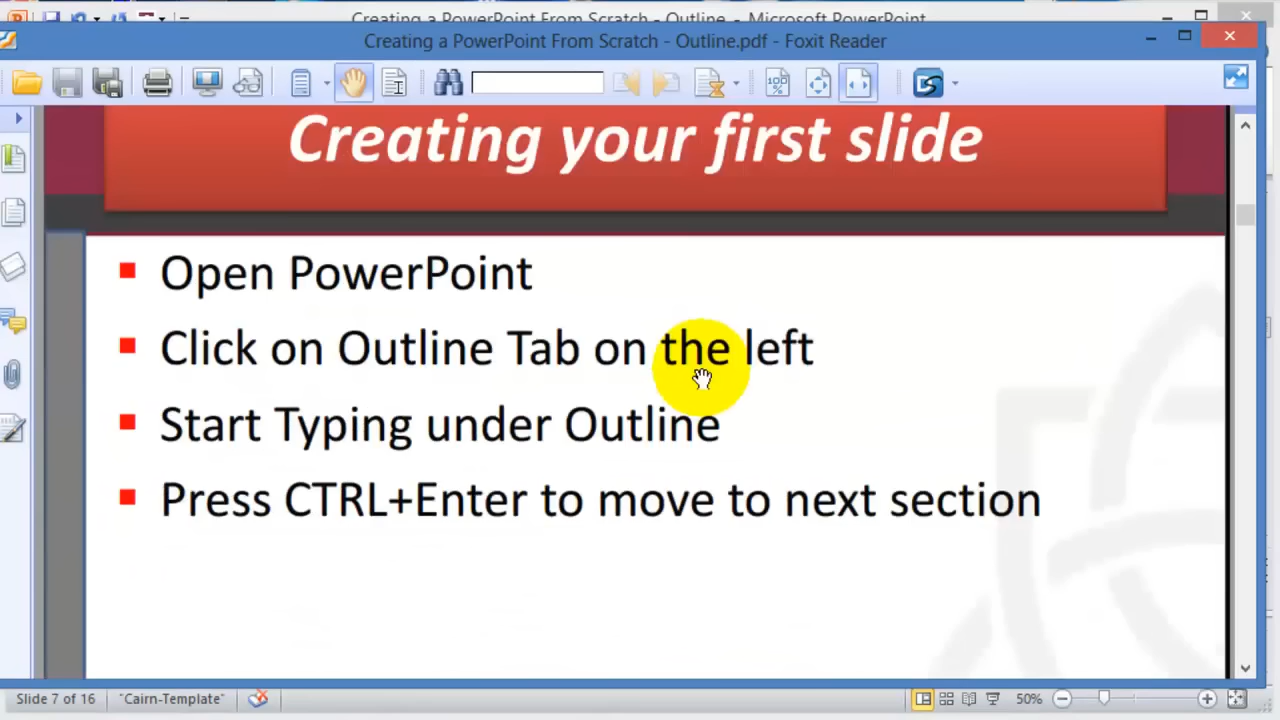 Creating a PowerPoint From Scratch - Outline - Microsoft PowerPoint
Creating a PowerPoint From Scratch - Outline.pdf - Foxit Reader
Creating your first slide
Open PowerPoint
Click on Outline Tab on the left
Start Typing under Outline
Press CTRL+Enter to move to next section
Slide 7 of 16 "Cairn-Template" 50%